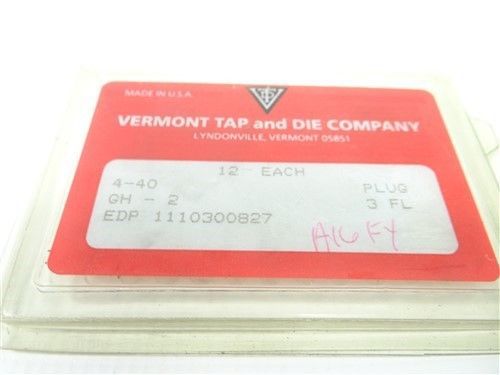 MADE IN U.S.A.
VERMONT TAP and DIE COMPANY
LYNDONVILLE, VERMONT 05851
12 EACH
4-40 PLUG
GH - 2 3 FL
EDP 1110300827
A16 FY